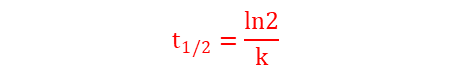 t₁/₂ = ln2/k